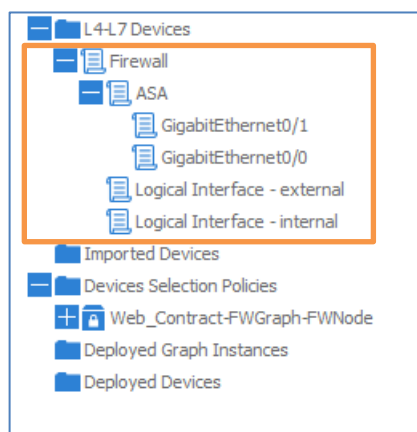 L4-L7 Devices
Firewall
ASA
GigabitEthernet0/1
GigabitEthernet0/0
Logical Interface - external
Logical Interface - internal
Imported Devices
Devices Selection Policies
Web_Contract-FWGraph-FWNode
Deployed Graph Instances
Deployed Devices